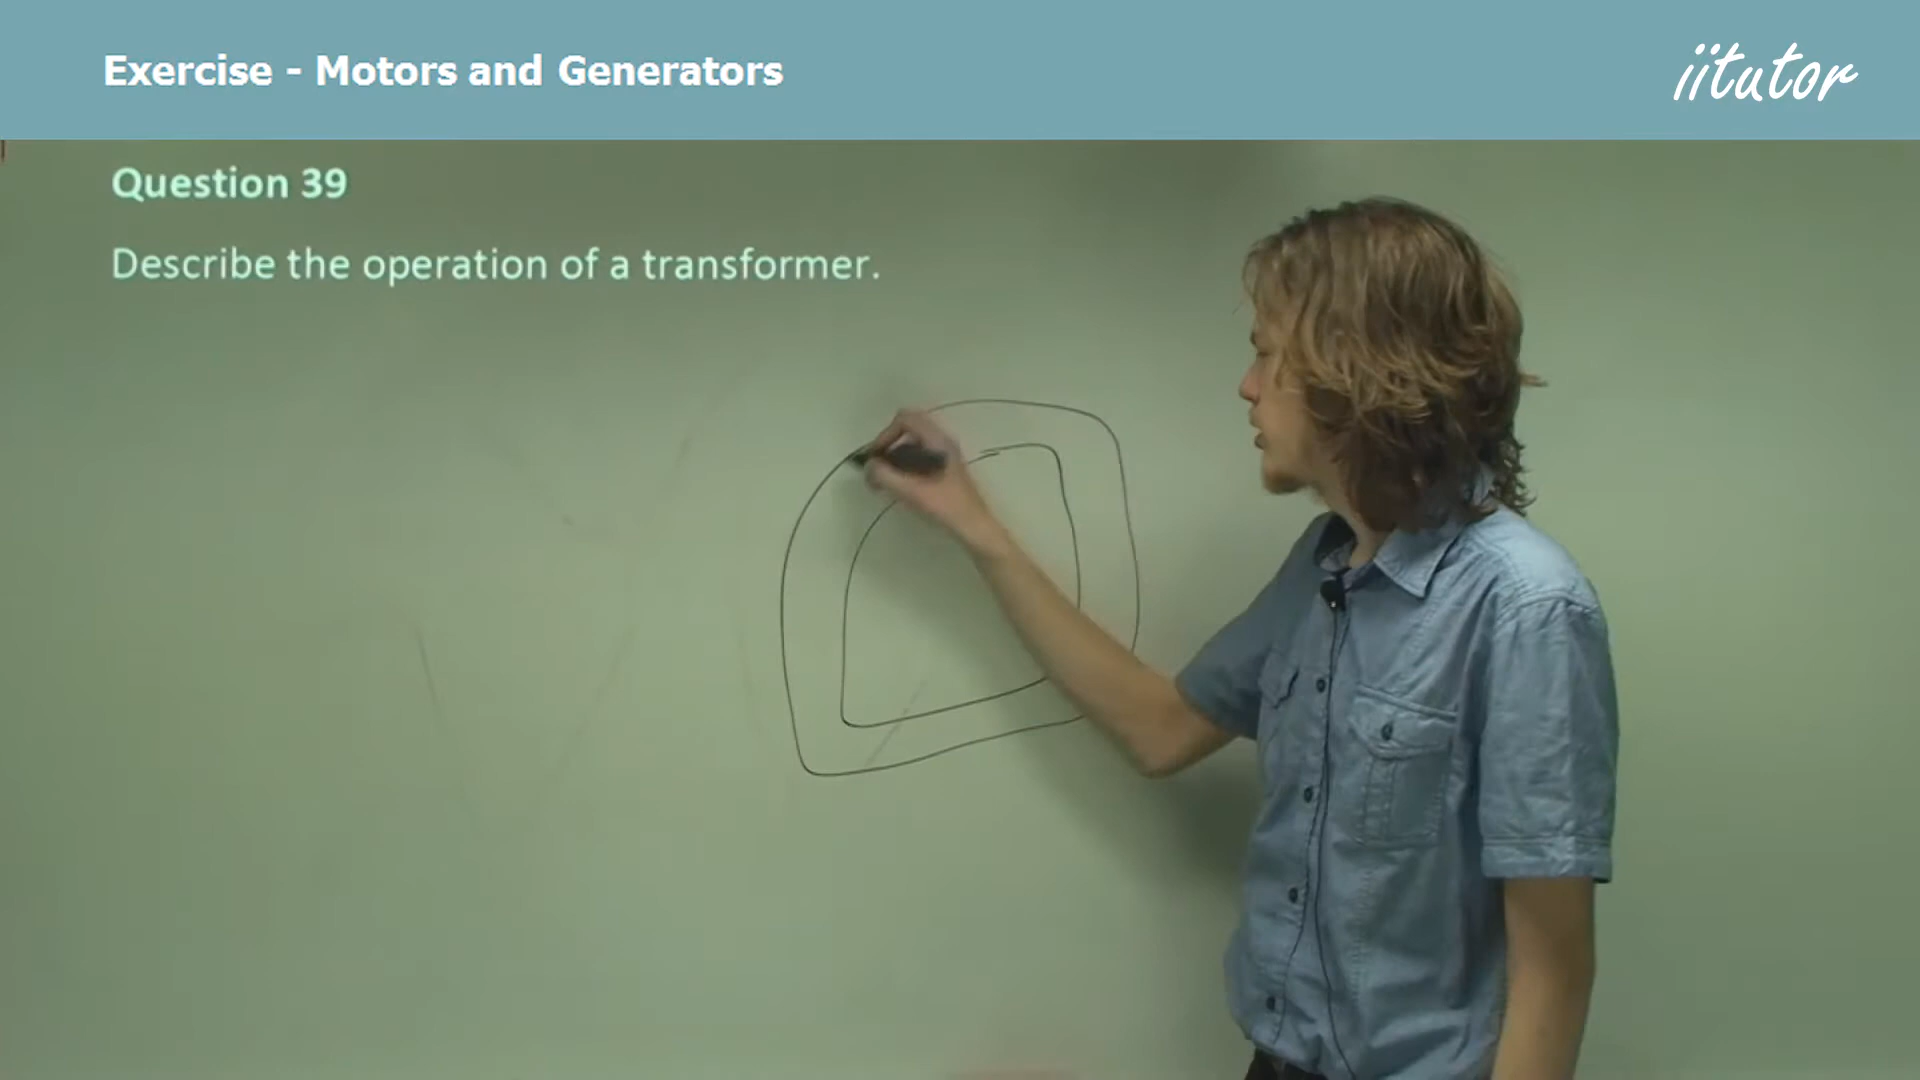 Exercise - Motors and Generators
iitutor
Question 39
Describe the operation of a transformer.